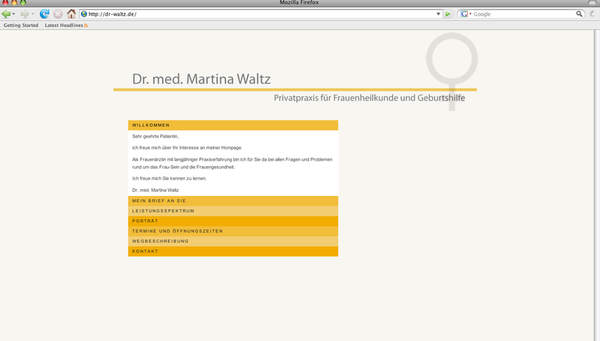 Mozilla Firefox
http://dr-waltz.de/
Google
Getting Started Latest Headlines
Dr. med. Martina Waltz
Privatpraxis für Frauenheilkunde und Geburtshilfe
WILLKOMMEN
Sehr geehrte Patientin,
ich freue mich über Ihr Interesse an meiner Hompage.
Als Frauenärztin mit langjähriger Praxiserfahrung bin ich für Sie da bei allen Fragen und Problemen
rund um das Frau-Sein und die Frauengesundheit.
Ich freue mich Sie kennen zu lernen.
Dr. med. Martina Waltz
MEIN BRIEF AN SIE
LEISTUNGSSPEKTRUM
PORTRÄT
TERMINE UND ÖFFNUNGSZEITEN
WEGBESCHREIBUNG
KONTAKT